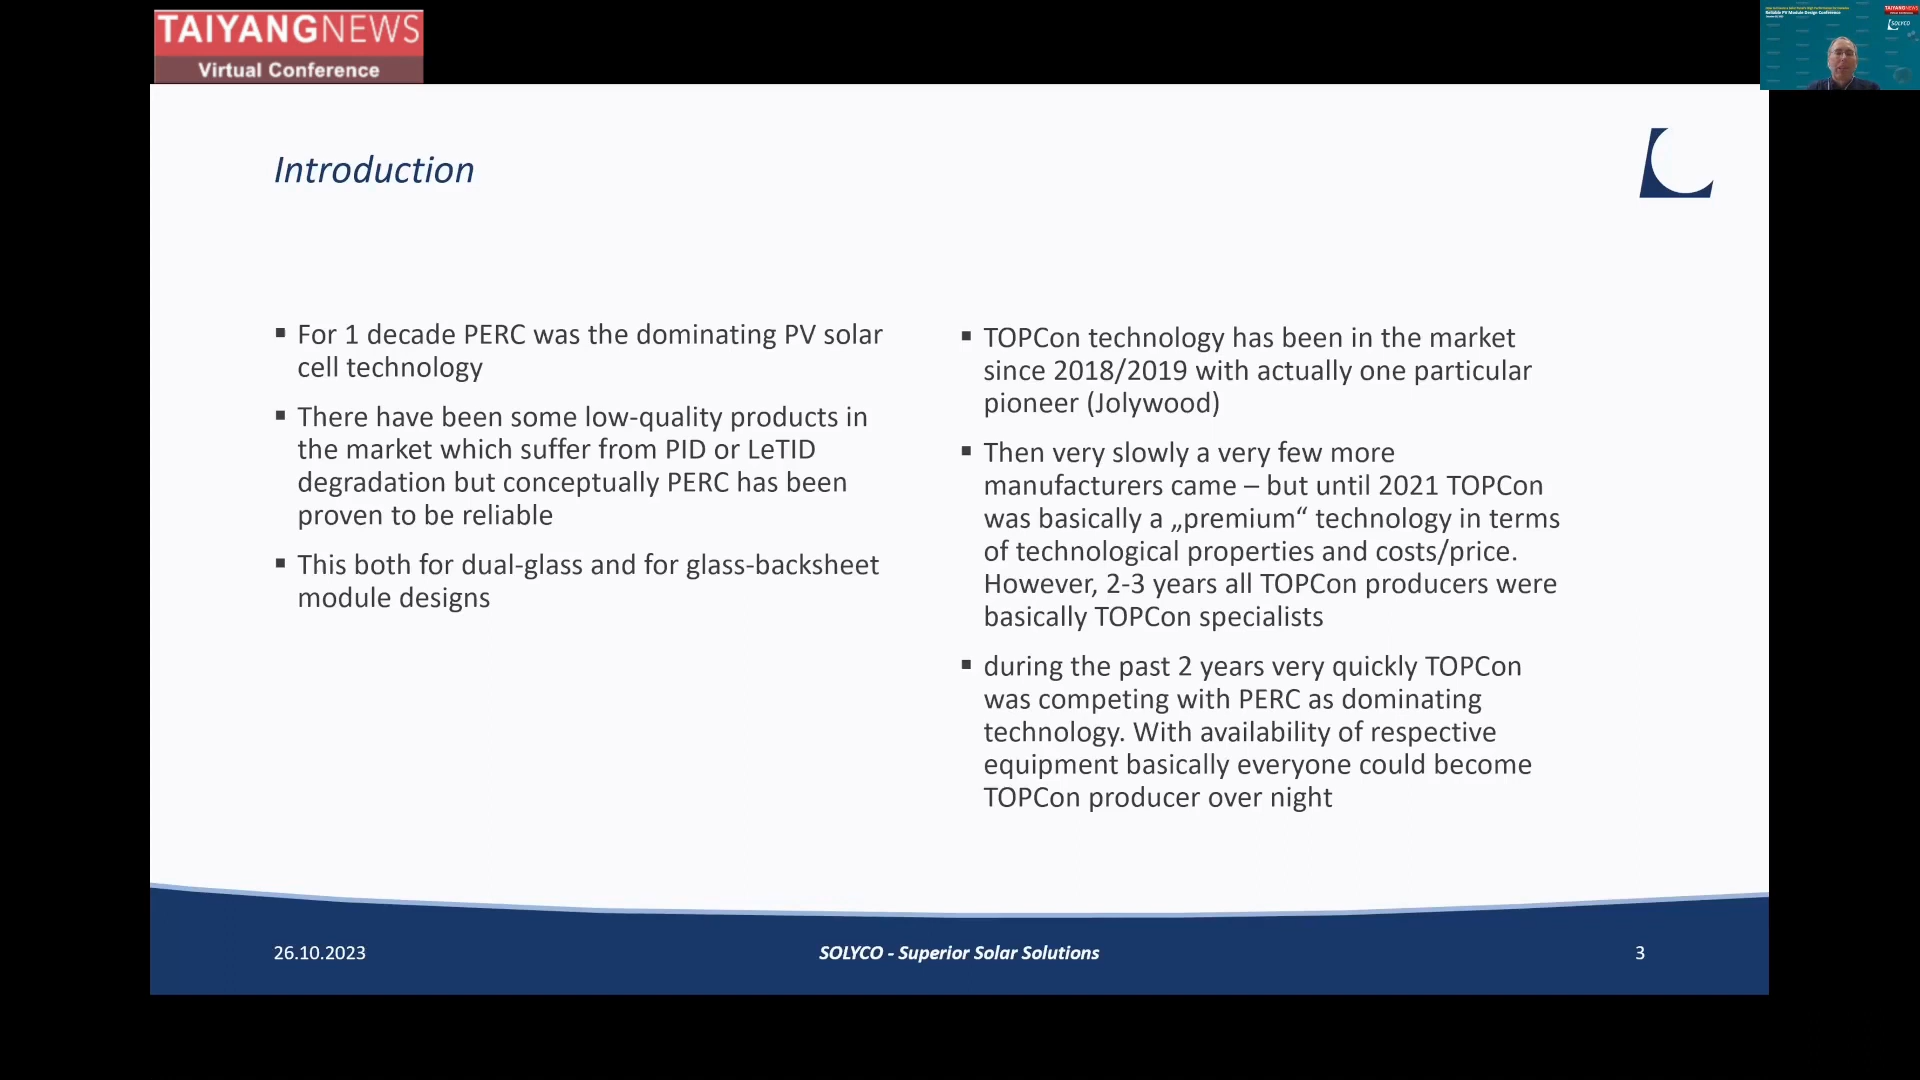 TAIYANGNEWS
Virtual Conference
Reliable PV Module Design Conference
TAIYANGNEWS
SOLYCO
Introduction
▪ For 1 decade PERC was the dominating PV solar
cell technology
▪ There have been some low-quality products in
the market which suffer from PID or LeTID
degradation but conceptually PERC has been
proven to be reliable
▪ This both for dual-glass and for glass-backsheet
module designs
▪ TOPCon technology has been in the market
since 2018/2019 with actually one particular
pioneer (Jolywood)
▪ Then very slowly a very few more
manufacturers came – but until 2021 TOPCon
was basically a „premium“ technology in terms
of technological properties and costs/price.
However, 2-3 years all TOPCon producers were
basically TOPCon specialists
▪ during the past 2 years very quickly TOPCon
was competing with PERC as dominating
technology. With availability of respective
equipment basically everyone could become
TOPCon producer over night
26.10.2023
SOLYCO - Superior Solar Solutions
3